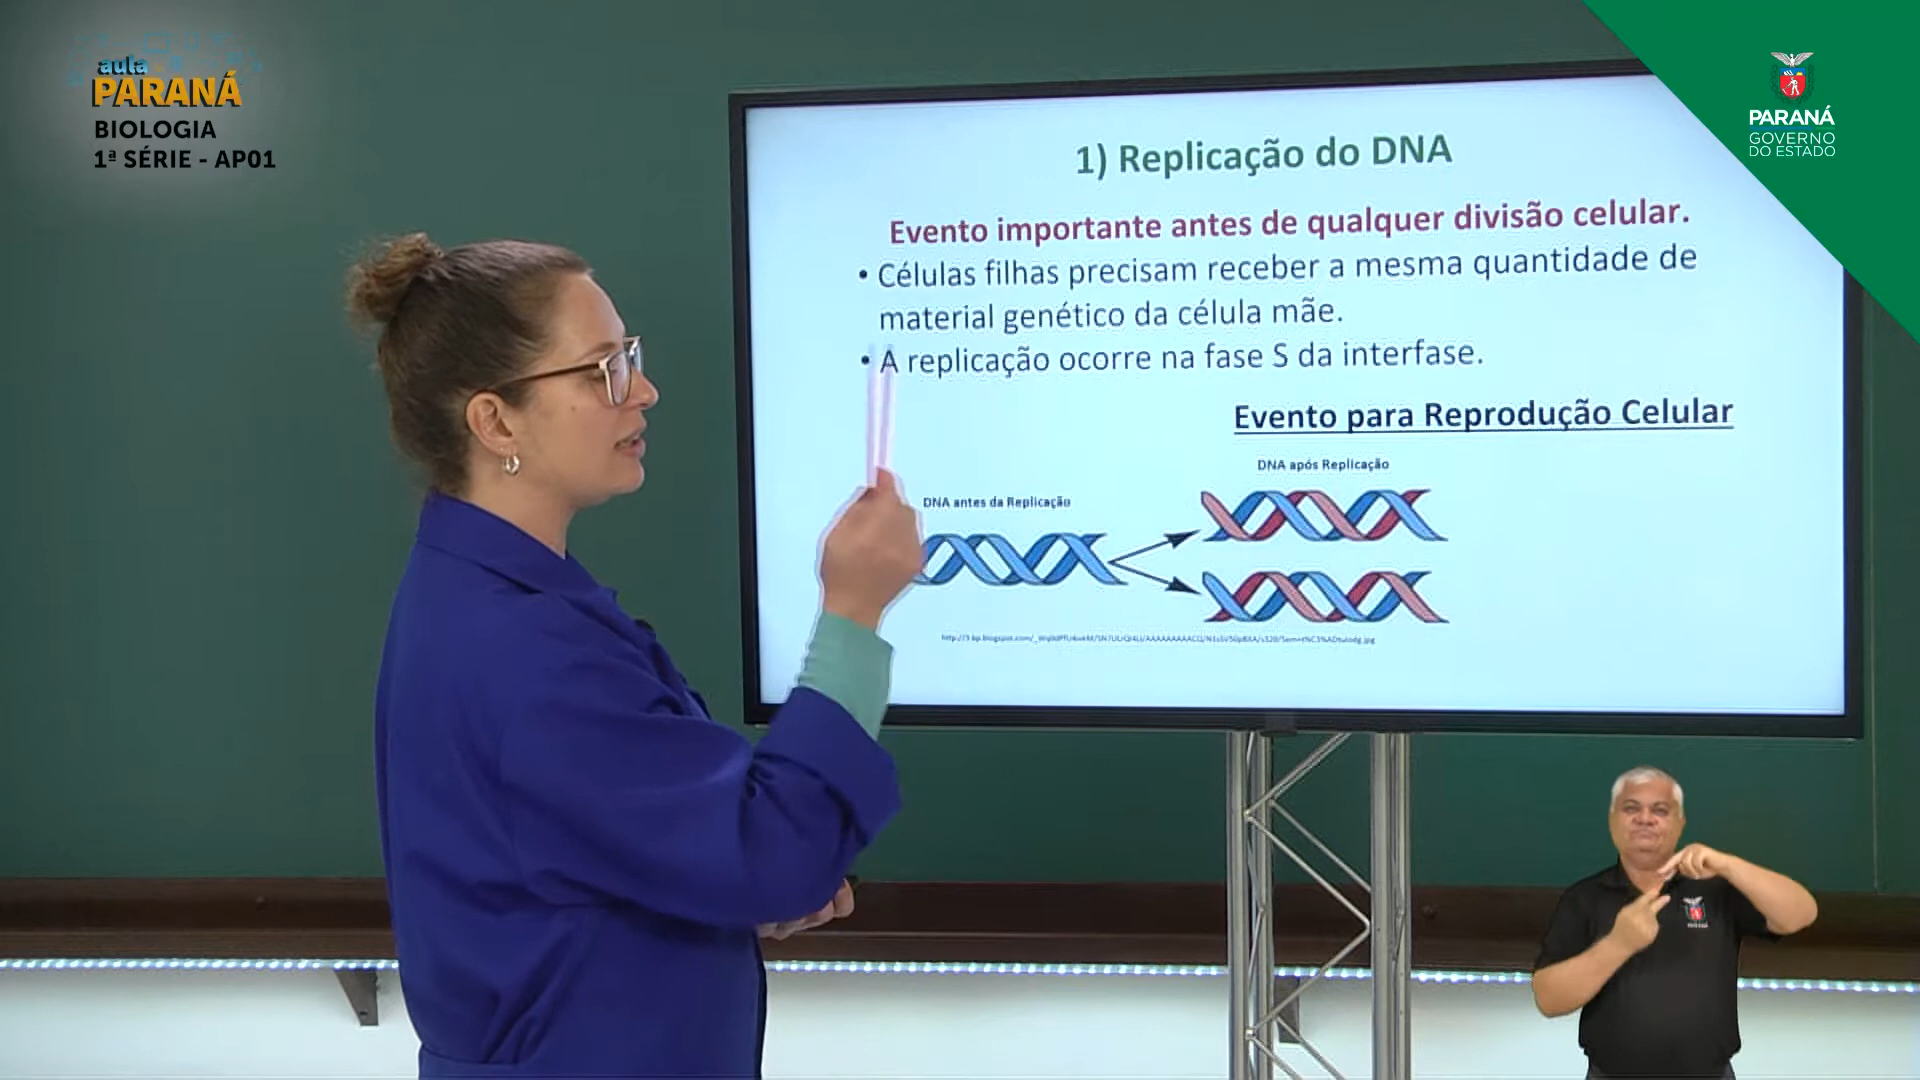 aula
PARANÁ
BIOLOGIA
1ª SÉRIE - AP01
PARANÁ
GOVERNO
DO ESTADO
1) Replicação do DNA
Evento importante antes de qualquer divisão celular.
• Células filhas precisam receber a mesma quantidade de
material genético da célula mãe.
• A replicação ocorre na fase S da interfase.
Evento para Reprodução Celular
DNA após Replicação
DNA antes da Replicação